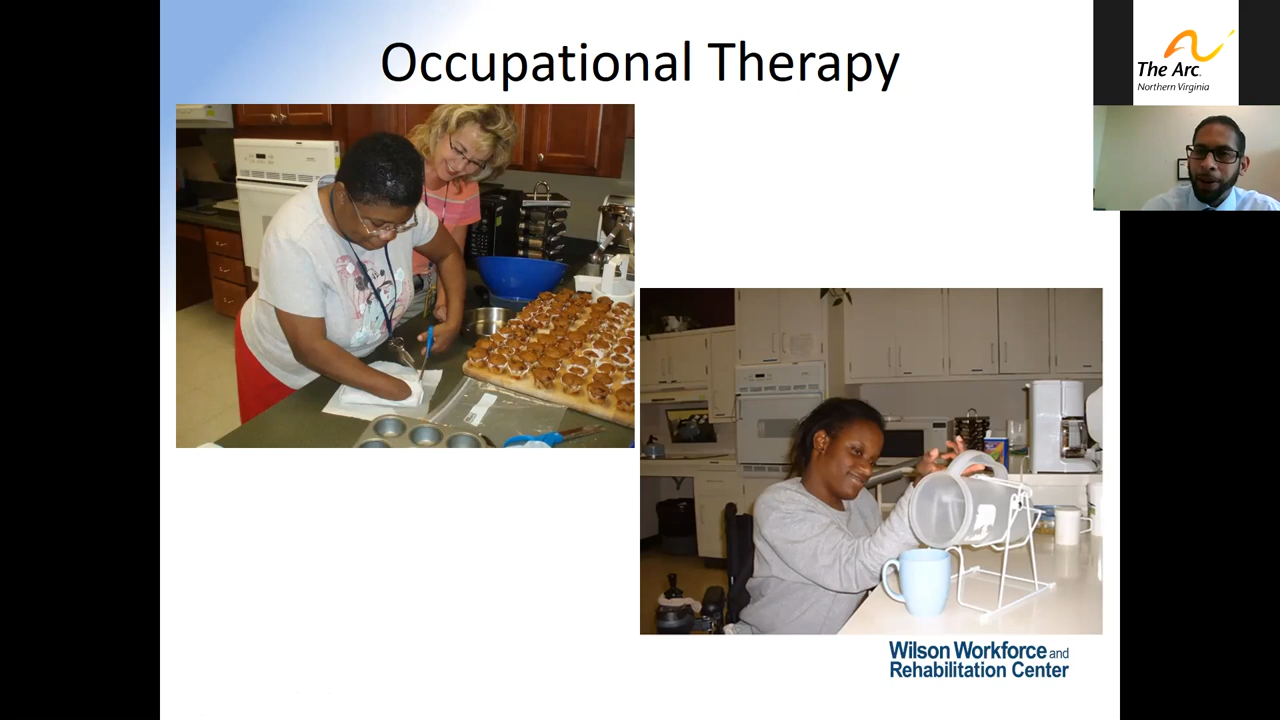 Occupational Therapy
The Arc.
Northern Virginia
Wilson Workforce and
Rehabilitation Center